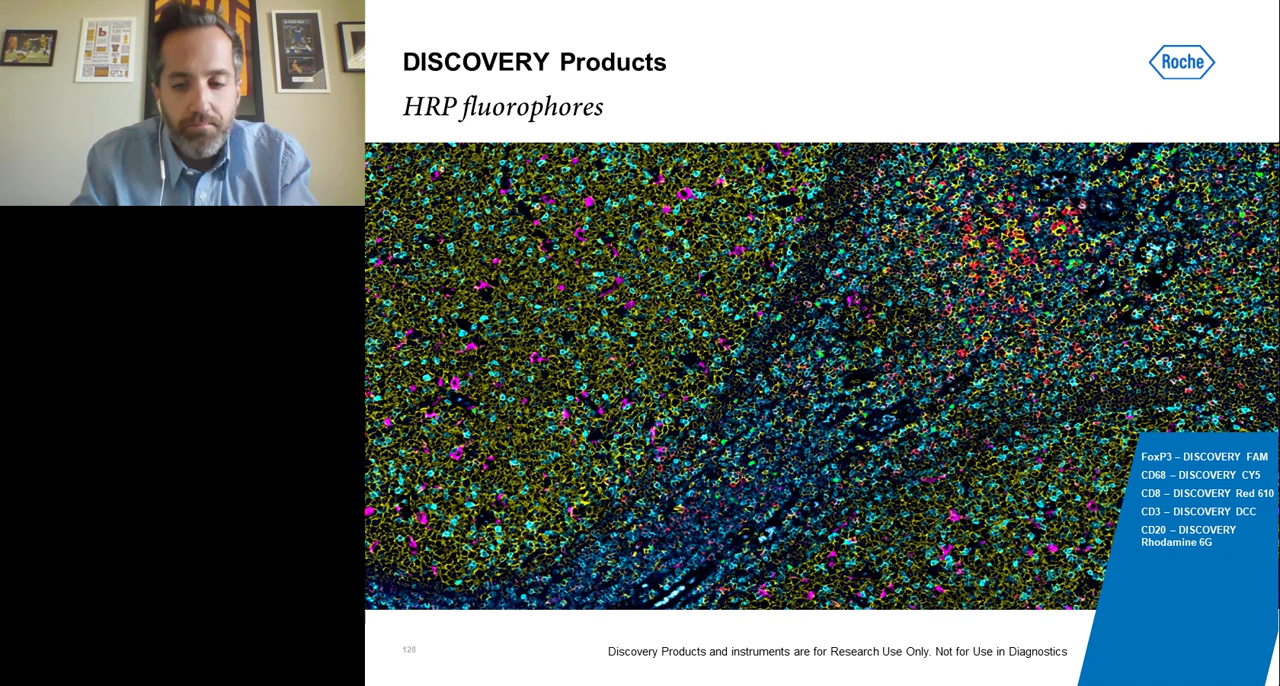 DISCOVERY Products
Roche
HRP fluorophores
FoxP3 – DISCOVERY FAM
CD68 – DISCOVERY CY5
CD8 – DISCOVERY Red 610
CD3 – DISCOVERY DCC
CD20 – DISCOVERY
Rhodamine 6G
128
Discovery Products and instruments are for Research Use Only. Not for Use in Diagnostics